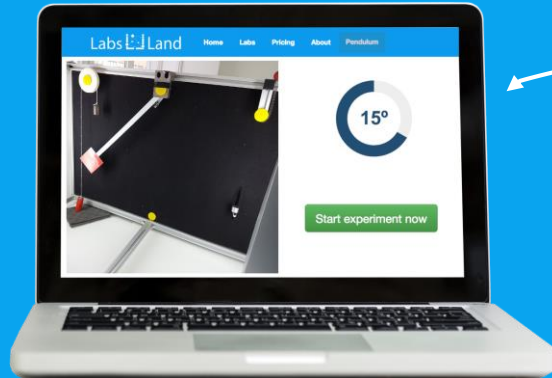 LabsLand Home Labs Pricing About Pendulum
15º
Start experiment now